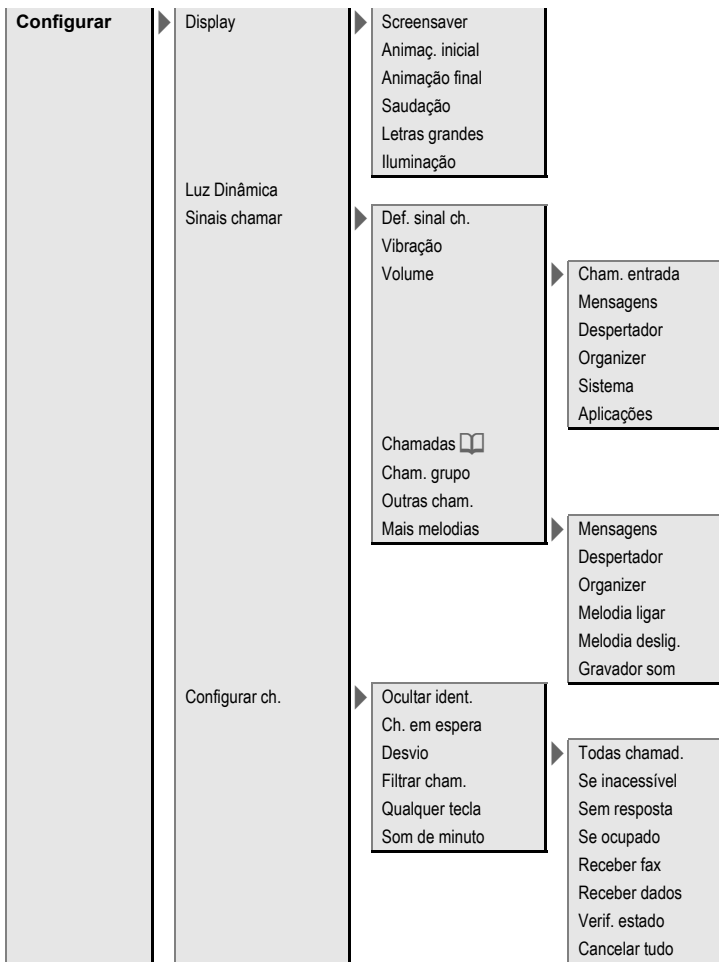 Configurar
Display
Screensaver
Animaç. inicial
Animação final
Saudação
Letras grandes
Iluminação
Luz Dinâmica
Sinais chamar
Def. sinal ch.
Vibração
Volume
Cham. entrada
Mensagens
Despertador
Organizer
Sistema
Aplicações
Chamadas
Cham. grupo
Outras cham.
Mais melodias
Mensagens
Despertador
Organizer
Melodia ligar
Melodia deslig.
Gravador som
Configurar ch.
Ocultar ident.
Ch. em espera
Desvio
Todas chamad.
Se inacessível
Sem resposta
Se ocupado
Receber fax
Receber dados
Verif. estado
Cancelar tudo
Filtrar cham.
Qualquer tecla
Som de minuto